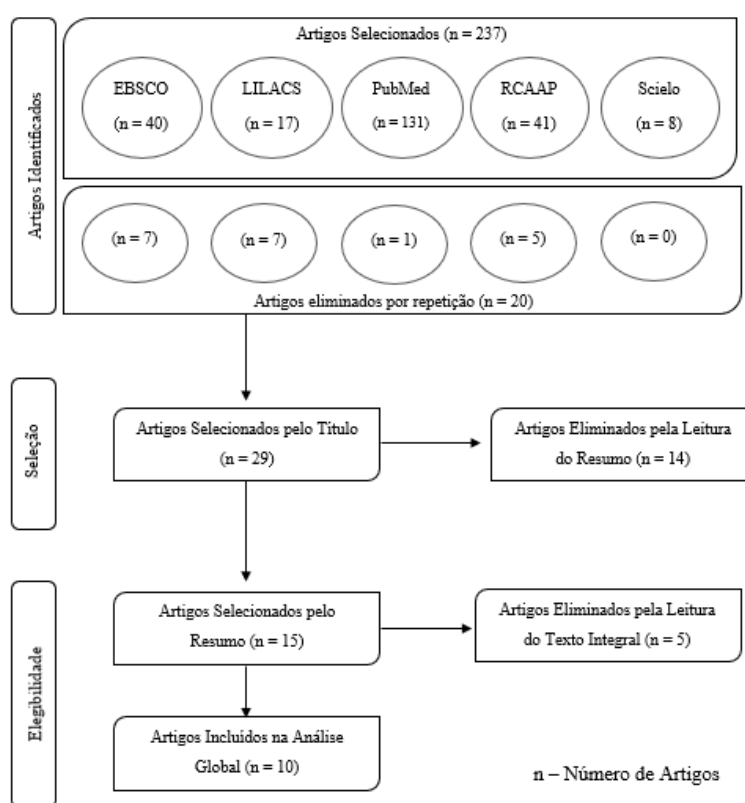 Artigos Identificados
Artigos Selecionados (n = 237)
EBSCO
(n = 40)
LILACS
(n = 17)
PubMed
(n = 131)
RCAAP
(n = 41)
Scielo
(n = 8)
(n = 7)
(n = 7)
(n = 1)
(n = 5)
(n = 0)
Artigos eliminados por repetição (n = 20)
Seleção
Artigos Selecionados pelo Título
(n = 29)
Artigos Eliminados pela Leitura
do Resumo (n = 14)
Elegibilidade
Artigos Selecionados pelo
Resumo (n = 15)
Artigos Eliminados pela Leitura
do Texto Integral (n = 5)
Artigos Incluídos na Análise
Global (n = 10)
n – Número de Artigos